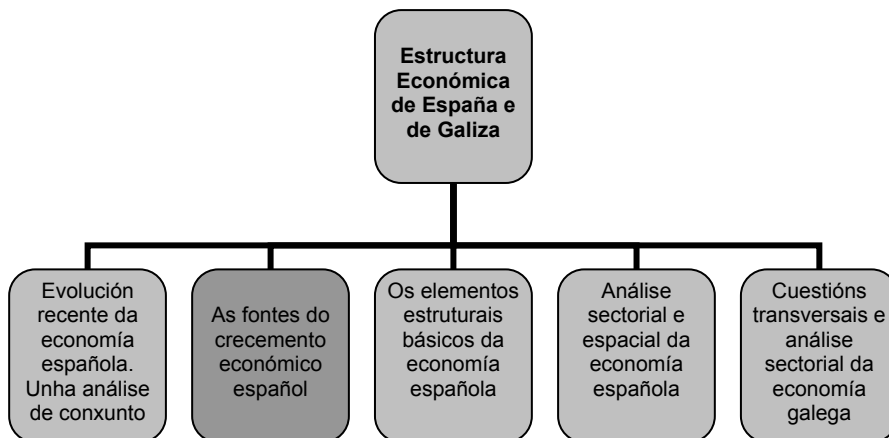 Estructura
Económica
de España e
de Galiza
Evolución
recente da
economía
española.
Unha análise
de conxunto
As fontes do
crecemento
económico
español
Os elementos
estruturais
básicos da
economía
española
Análise
sectorial e
espacial da
economía
española
Cuestións
transversais e
análise
sectorial da
economía
galega